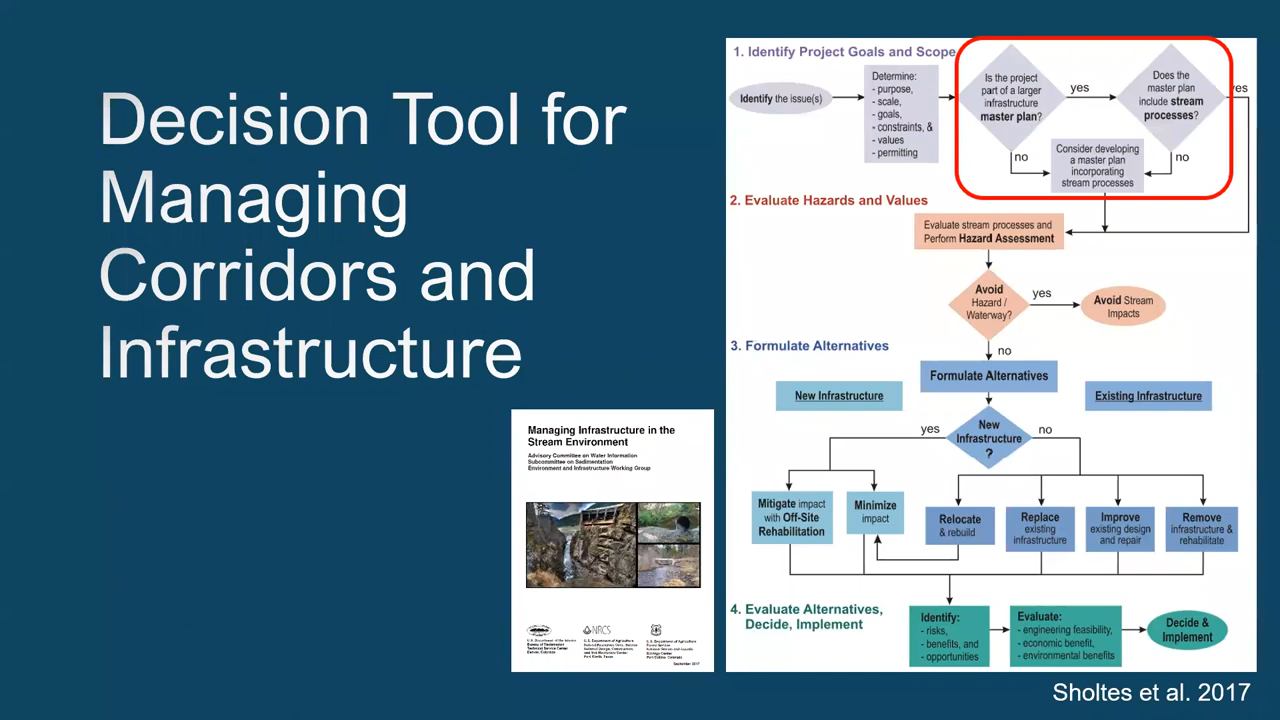 Decision Tool for
Managing
Corridors and
Infrastructure
Managing Infrastructure in the
Stream Environment
Advisory Committee on Water Information
Subcommittee on Sedimentation
Environment and Infrastructure Working Group
NRCS
September 2017
1. Identify Project Goals and Scope
Identify the issue(s)
Determine:
- purpose,
- scale,
- goals,
- constraints, &
- values
- permitting
Is the project
part of a larger
infrastructure
master plan?
yes
Does the
master plan
include stream
processes?
yes
no
Consider developing
a master plan
incorporating
stream processes
no
2. Evaluate Hazards and Values
Evaluate stream processes and
Perform Hazard Assessment
Avoid
Hazard /
Waterway?
yes
Avoid Stream
Impacts
no
3. Formulate Alternatives
Formulate Alternatives
New Infrastructure
Existing Infrastructure
yes
New
Infrastructure
?
no
Mitigate impact
with Off-Site
Rehabilitation
Minimize
impact
Relocate
& rebuild
Replace
existing
infrastructure
Improve
existing design
and repair
Remove
infrastructure &
rehabilitate
4. Evaluate Alternatives,
Decide, Implement
Identify:
- risks,
- benefits, and
- opportunities
Evaluate:
- engineering feasibility,
- economic benefit,
- environmental benefits
Decide &
Implement
Sholtes et al. 2017